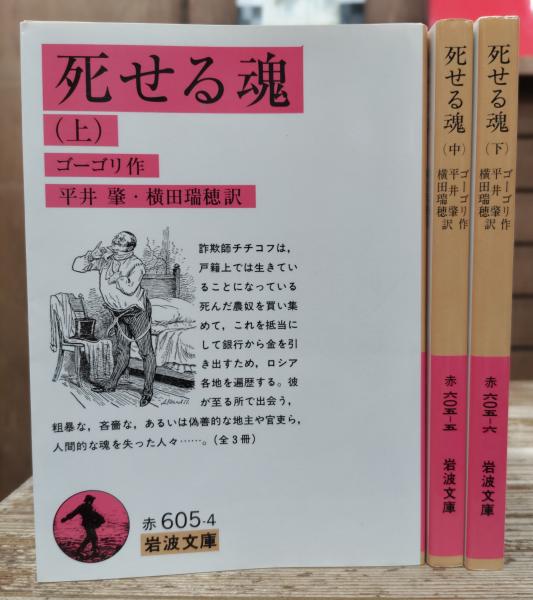 死せる魂
(上)
ゴーゴリ作
平井 肇・横田瑞穂訳
詐欺師チチコフは,
戸籍上では生きてい
ることになっている
死んだ農奴を買い集
めて, これを抵当に
して銀行から金を引
き出すため, ロシア
各地を遍歴する。彼
が至る所で出会う,
粗暴な, 吝嗇な, あるいは偽善的な地主や官吏ら,
人間的な魂を失った人々……。(全3冊)
赤 605-4
岩波文庫
死せる魂(中)
ゴーゴリ作
平井 肇訳
横田瑞穂
赤 六〇五-五
岩波文庫
死せる魂(下)
ゴーゴリ作
平井 肇訳
横田瑞穂
赤 六〇五-六
岩波文庫